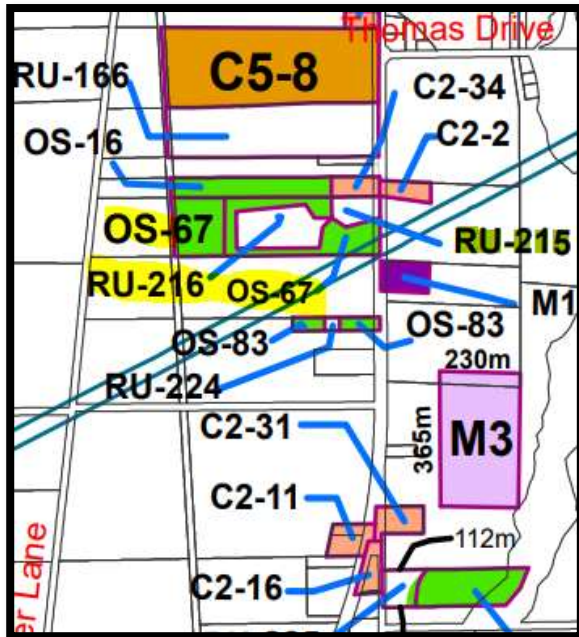 Thomas Drive
RU-166
C5-8
C2-34
OS-16
C2-2
OS-67
RU-215
RU-216
OS-67
M1
OS-83
OS-83
RU-224
230m
365m
M3
C2-31
C2-11
112m
C2-16
er Lane